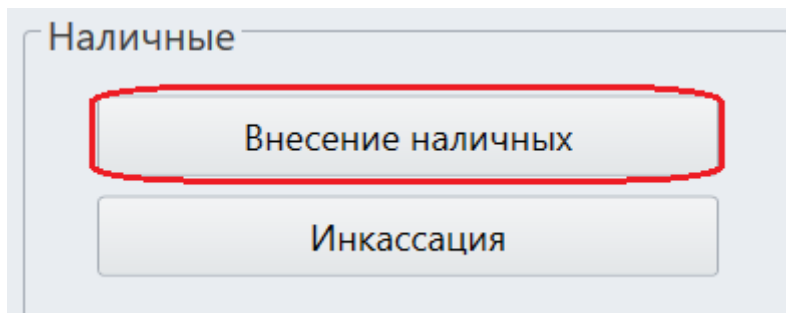 Наличные
Внесение наличных
Инкассация